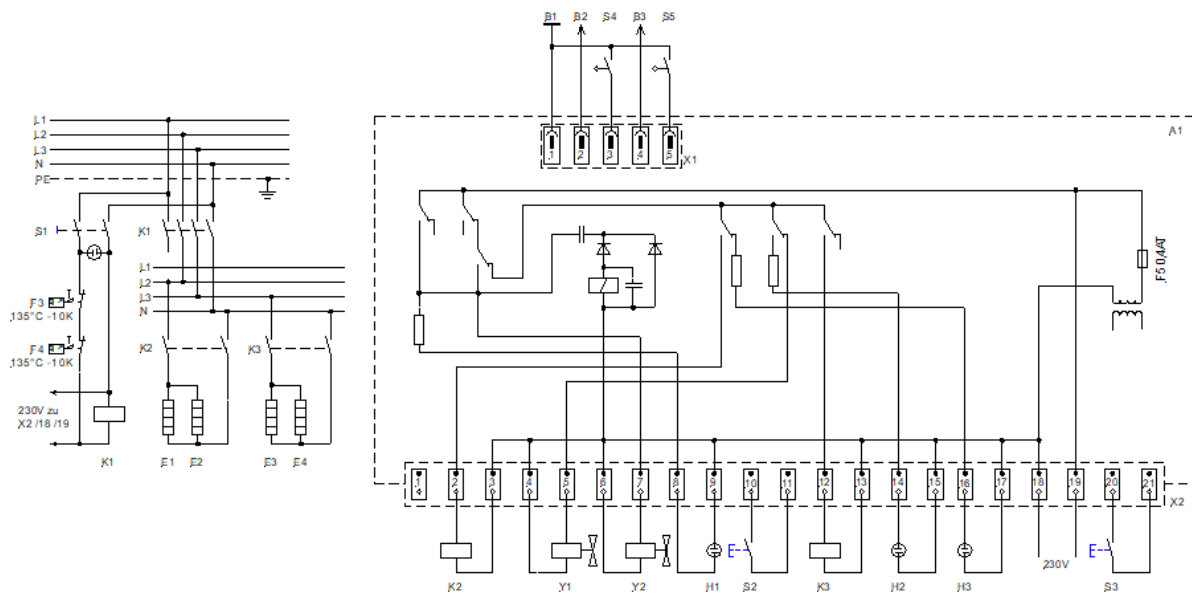 B1 B2 S4 B3 S5
A1
1 2 3 4 5
X1
L1
L2
L3
N
PE
S1
K1
L1
L2
L3
N
F5 0,4AT
F3
135°C -10K
F4
135°C -10K
K2
K3
230V zu
X2 /18 /19
K1 E1 E2 E3 E4
1 2 3 4 5 6 7 8 9 10 11 12 13 14 15 16 17 18 19 20 21
X2
230V
K2 Y1 Y2 H1 S2 K3 H2 H3 S3